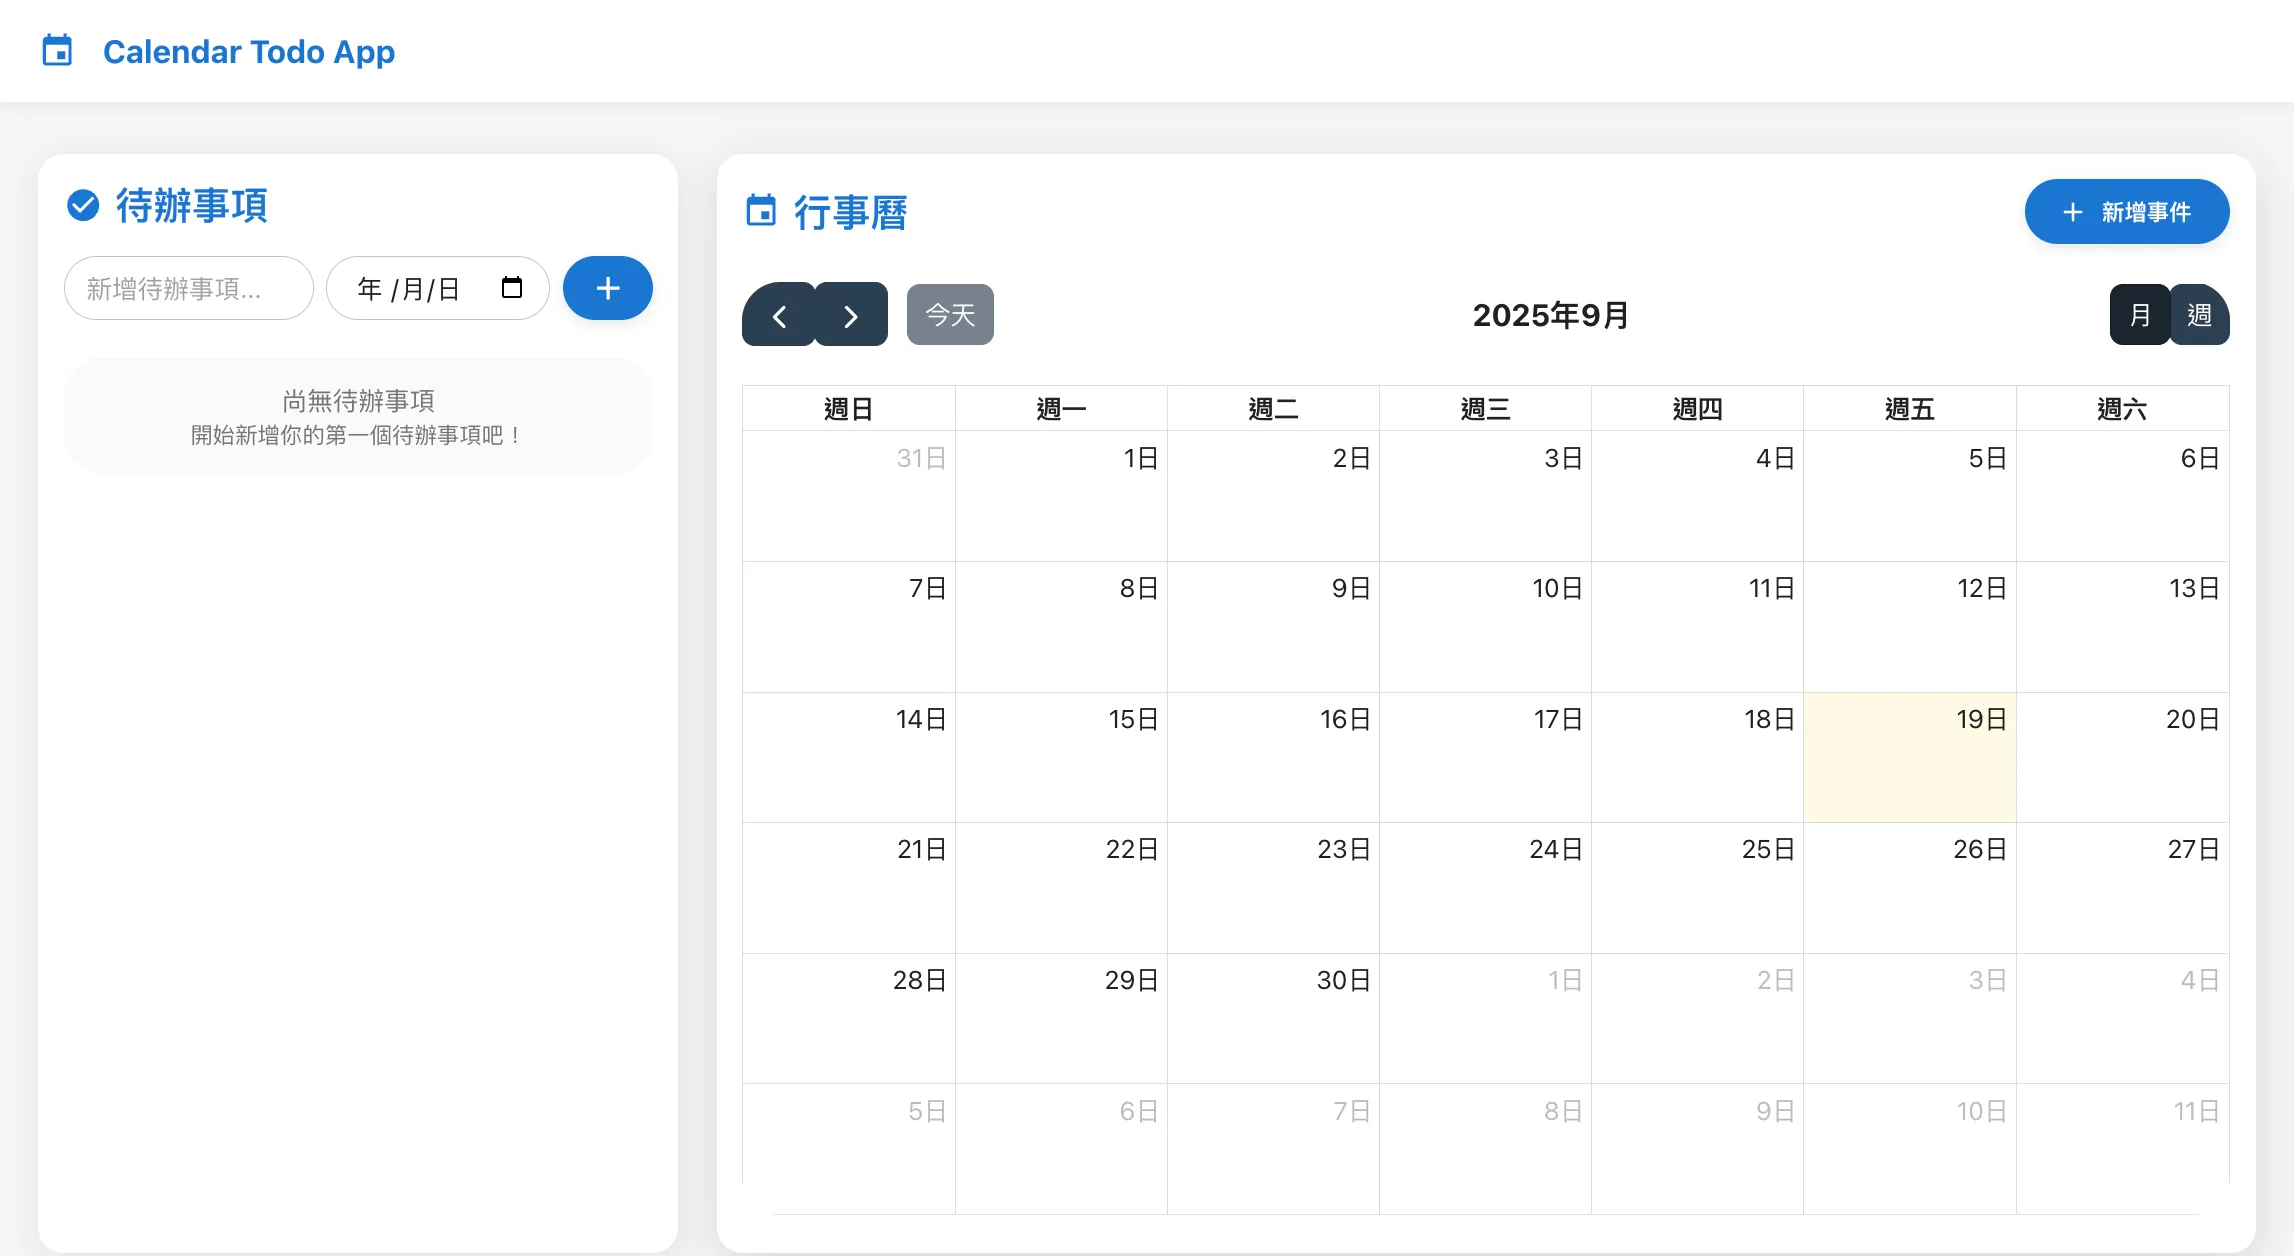 Calendar Todo App
待辦事項
新增待辦事項...
年 /月/日
尚無待辦事項
開始新增你的第一個待辦事項吧！
行事曆
新增事件
今天
2025年9月
月 週
週日 週一 週二 週三 週四 週五 週六
31日 1日 2日 3日 4日 5日 6日
7日 8日 9日 10日 11日 12日 13日
14日 15日 16日 17日 18日 19日 20日
21日 22日 23日 24日 25日 26日 27日
28日 29日 30日 1日 2日 3日 4日
5日 6日 7日 8日 9日 10日 11日